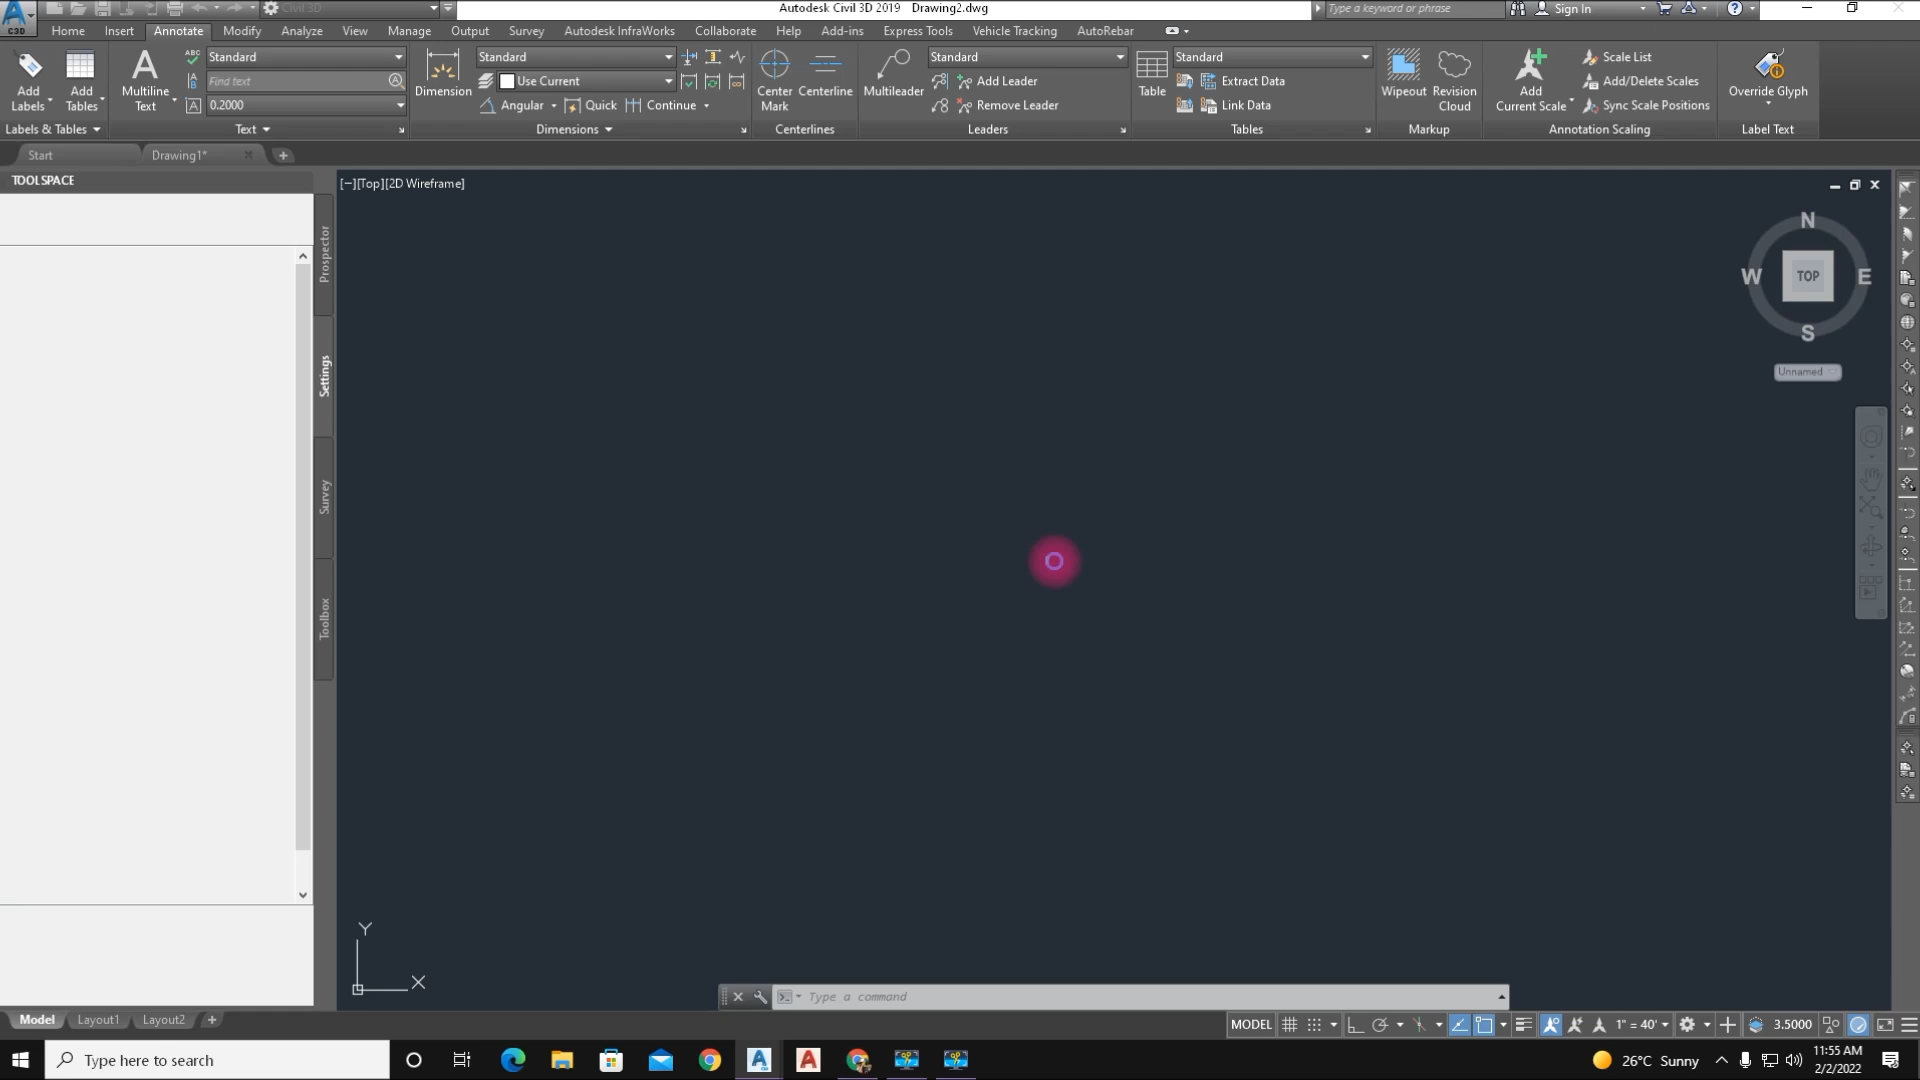 Civil 3D
Autodesk Civil 3D 2019 Drawing2.dwg
Type a keyword or phrase
Sign In
C3D
Home Insert Annotate Modify Analyze View Manage Output Survey Autodesk InfraWorks Collaborate Help Add-ins Express Tools Vehicle Tracking AutoRebar
Add Labels
Add Tables
Labels & Tables
Multiline Text
ABC
Standard
Find text
0.2000
Text
Dimension
Standard
Use Current
Angular Quick Continue
Dimensions
Center Mark
Centerline
Centerlines
Multileader
Standard
Add Leader
Remove Leader
Leaders
Table
Standard
Extract Data
Link Data
Tables
Wipeout
Revision Cloud
Markup
Add Current Scale
Scale List
Add/Delete Scales
Sync Scale Positions
Annotation Scaling
Override Glyph
Label Text
Start Drawing1*
TOOLSPACE
Prospector
Settings
Survey
Toolbox
[−][Top][2D Wireframe]
N
W TOP E
S
Unnamed
Y
X
Type a command
Model Layout1 Layout2
MODEL 1" = 40' 3.5000
Type here to search
26°C Sunny
11:55 AM
2/2/2022